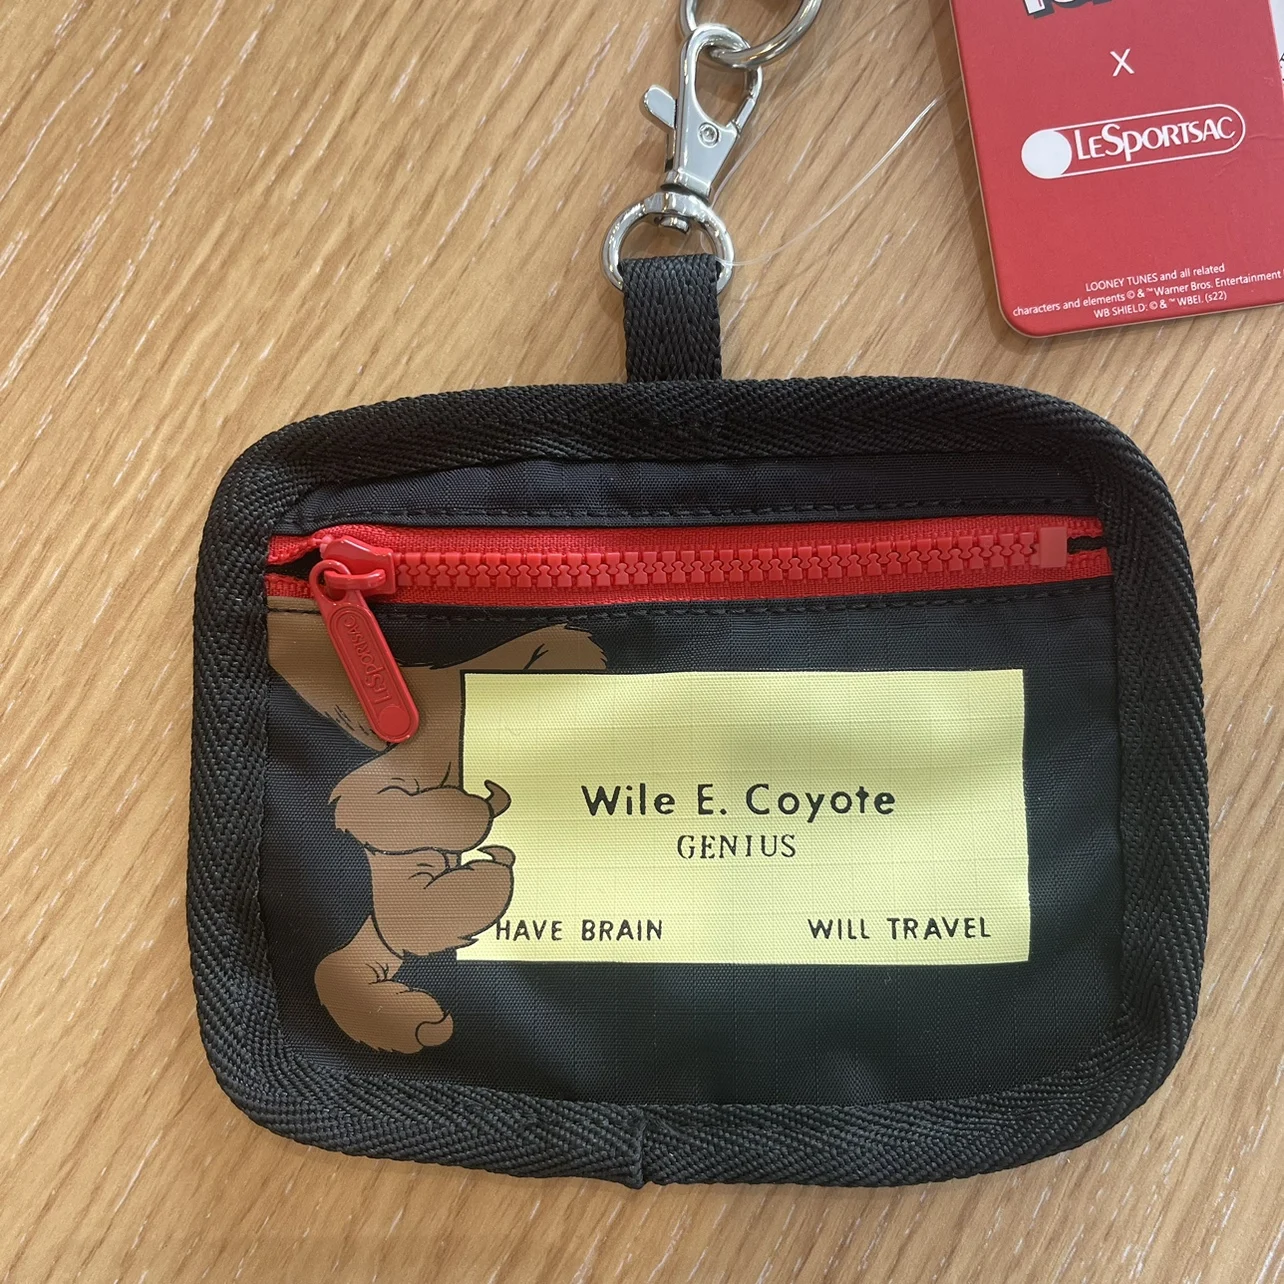 X
LESPORTSAC
LOONEY TUNES and all related
characters and elements © & ™ Warner Bros. Entertainment
WB SHIELD: © & ™ WBEI. (s22)
LESPORTSAC
Wile E. Coyote
GENIUS
HAVE BRAIN WILL TRAVEL